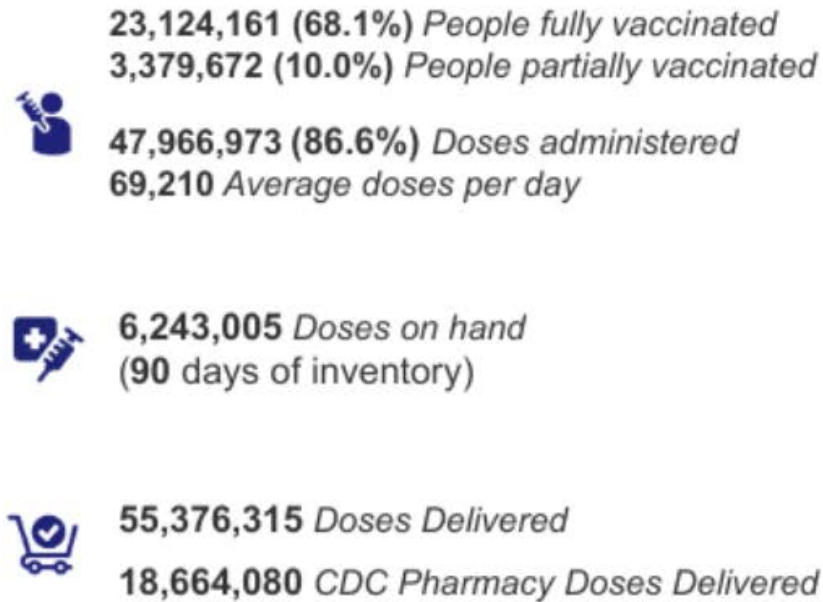 23,124,161 (68.1%) People fully vaccinated
3,379,672 (10.0%) People partially vaccinated
47,966,973 (86.6%) Doses administered
69,210 Average doses per day
6,243,005 Doses on hand
(90 days of inventory)
55,376,315 Doses Delivered
18,664,080 CDC Pharmacy Doses Delivered